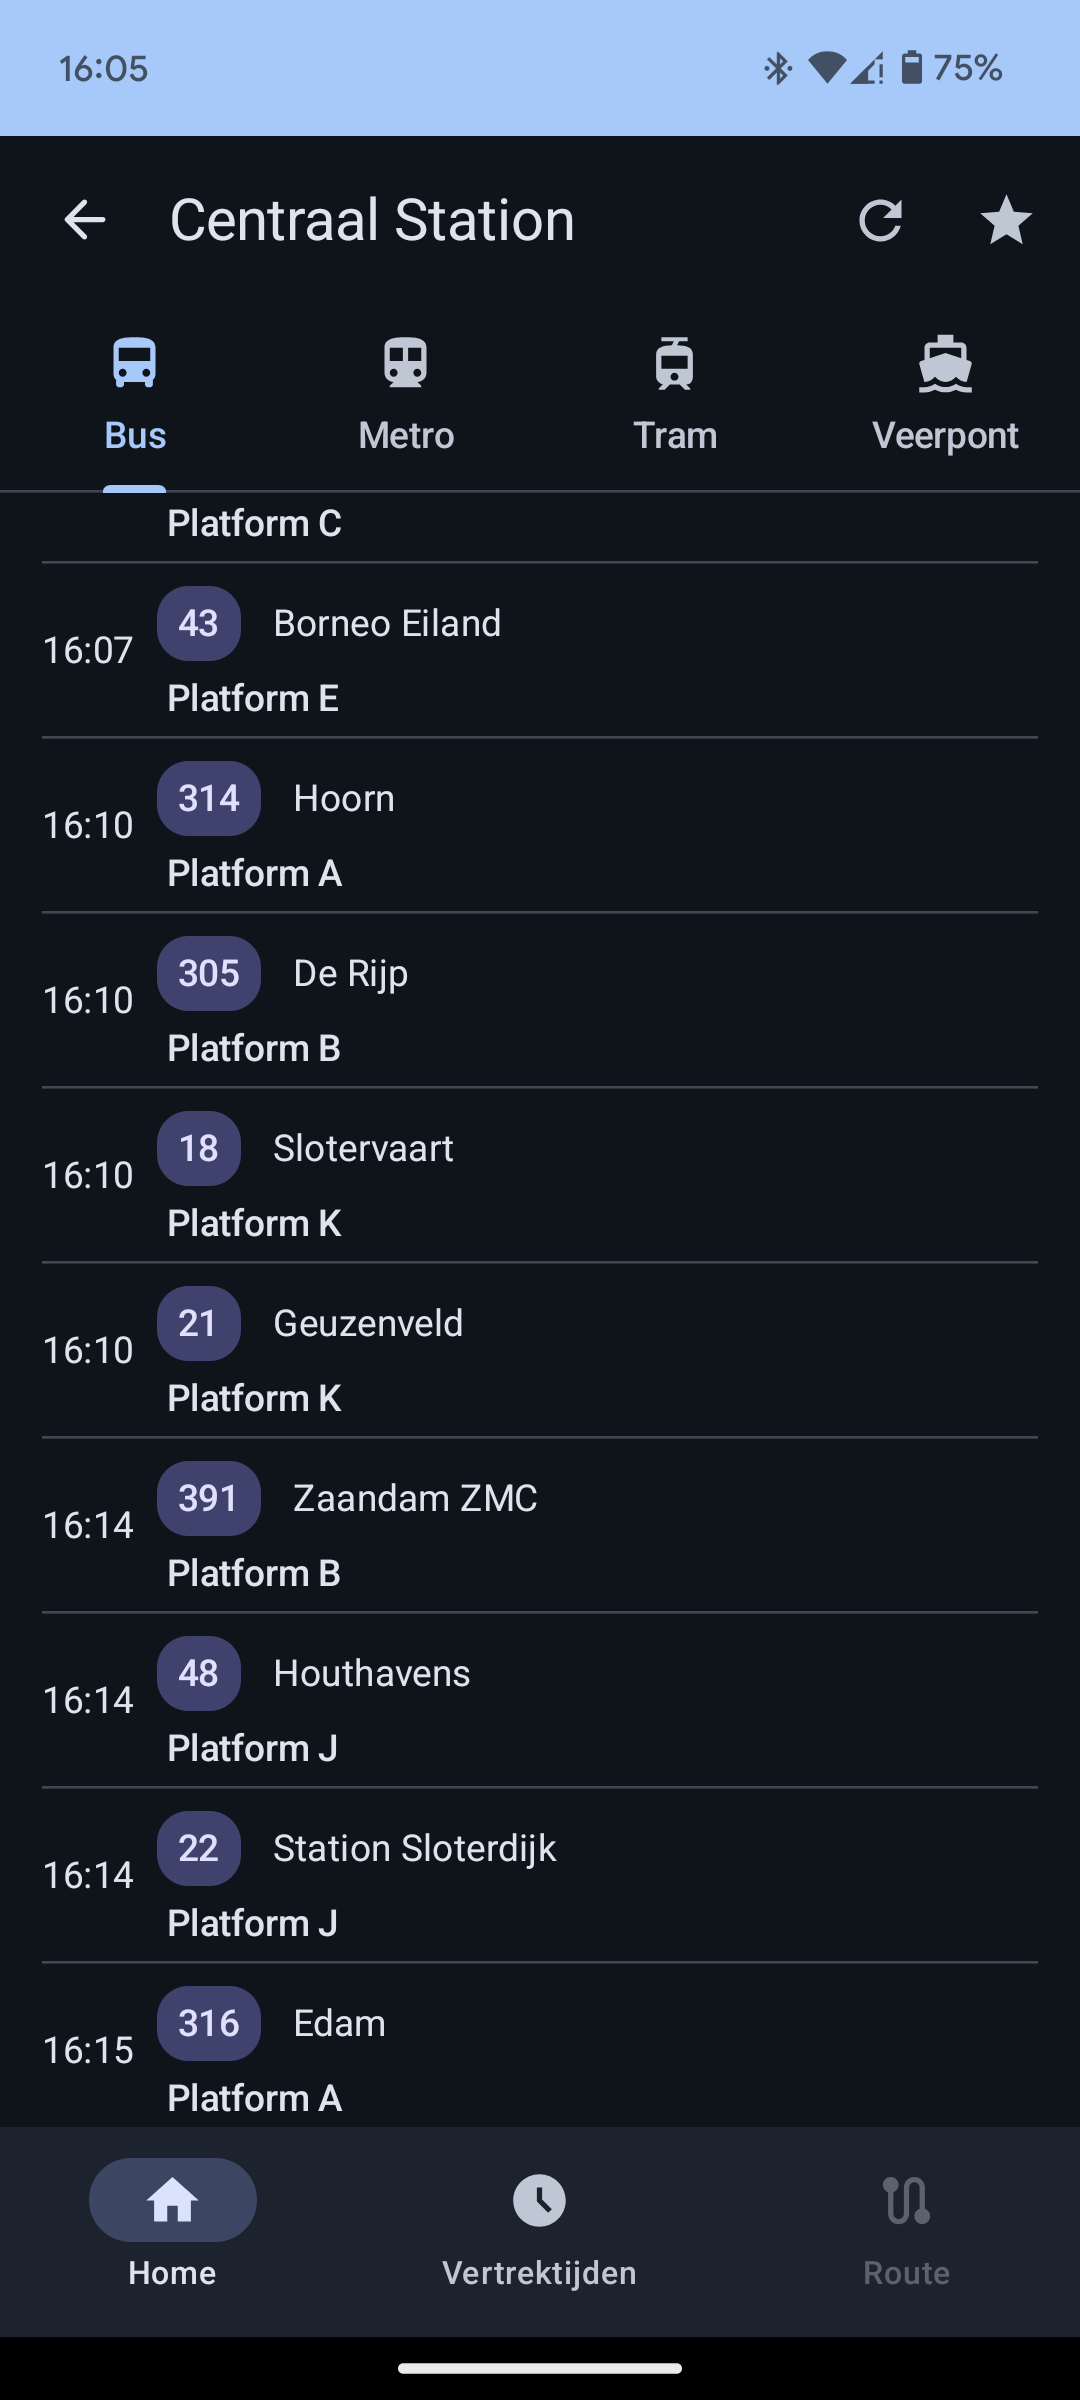 16:05 75%
Centraal Station
Bus Metro Tram Veerpont
Platform C
43 Borneo Eiland
16:07
Platform E
314 Hoorn
16:10
Platform A
305 De Rijp
16:10
Platform B
18 Slotervaart
16:10
Platform K
21 Geuzenveld
16:10
Platform K
391 Zaandam ZMC
16:14
Platform B
48 Houthavens
16:14
Platform J
22 Station Sloterdijk
16:14
Platform J
316 Edam
16:15
Platform A
Home Vertrektijden Route